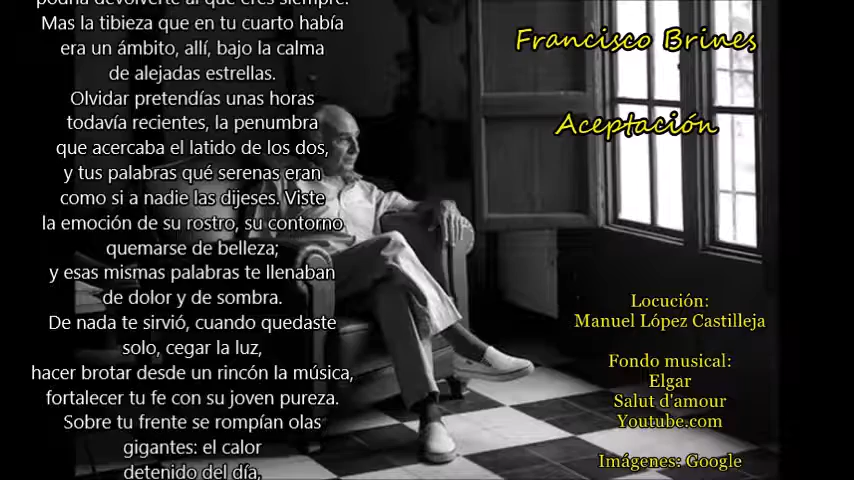 podría devolverte al que eres siempre.
Mas la tibieza que en tu cuarto había
era un ámbito, allí, bajo la calma
de alejadas estrellas.
Olvidar pretendías unas horas
todavía recientes, la penumbra
que acercaba el latido de los dos,
y tus palabras qué serenas eran
como si a nadie las dijeses. Viste
la emoción de su rostro, su contorno
quemarse de belleza;
y esas mismas palabras te llenaban
de dolor y de sombra.
De nada te sirvió, cuando quedaste
solo, cegar la luz,
hacer brotar desde un rincón la música,
fortalecer tu fe con su joven pureza.
Sobre tu frente se rompían olas
gigantes: el calor
detenido del día,
Francisco Brines
Aceptación
Locución:
Manuel López Castilleja
Fondo musical:
Elgar
Salut d'amour
Youtube.com
Imágenes: Google